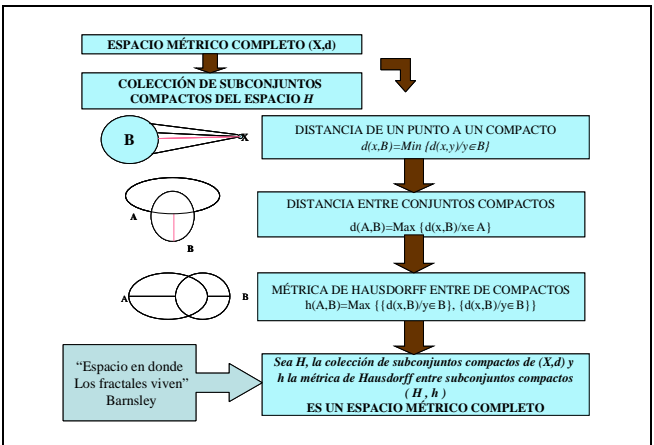 ESPACIO MÉTRICO COMPLETO (X,d)
COLECCIÓN DE SUBCONJUNTOS
COMPACTOS DEL ESPACIO H
B
X
DISTANCIA DE UN PUNTO A UN COMPACTO
d(x,B)=Min {d(x,y)/y∈B}
A
B
DISTANCIA ENTRE CONJUNTOS COMPACTOS
d(A,B)=Max {d(x,B)/x∈A}
A
B
MÉTRICA DE HAUSDORFF ENTRE DE COMPACTOS
h(A,B)=Max {{d(x,B)/y∈B}, {d(x,B)/y∈B}}
“Espacio en donde
Los fractales viven”
Barnsley
Sea H, la colección de subconjuntos compactos de (X,d) y
h la métrica de Hausdorff entre subconjuntos compactos
( H , h )
ES UN ESPACIO MÉTRICO COMPLETO